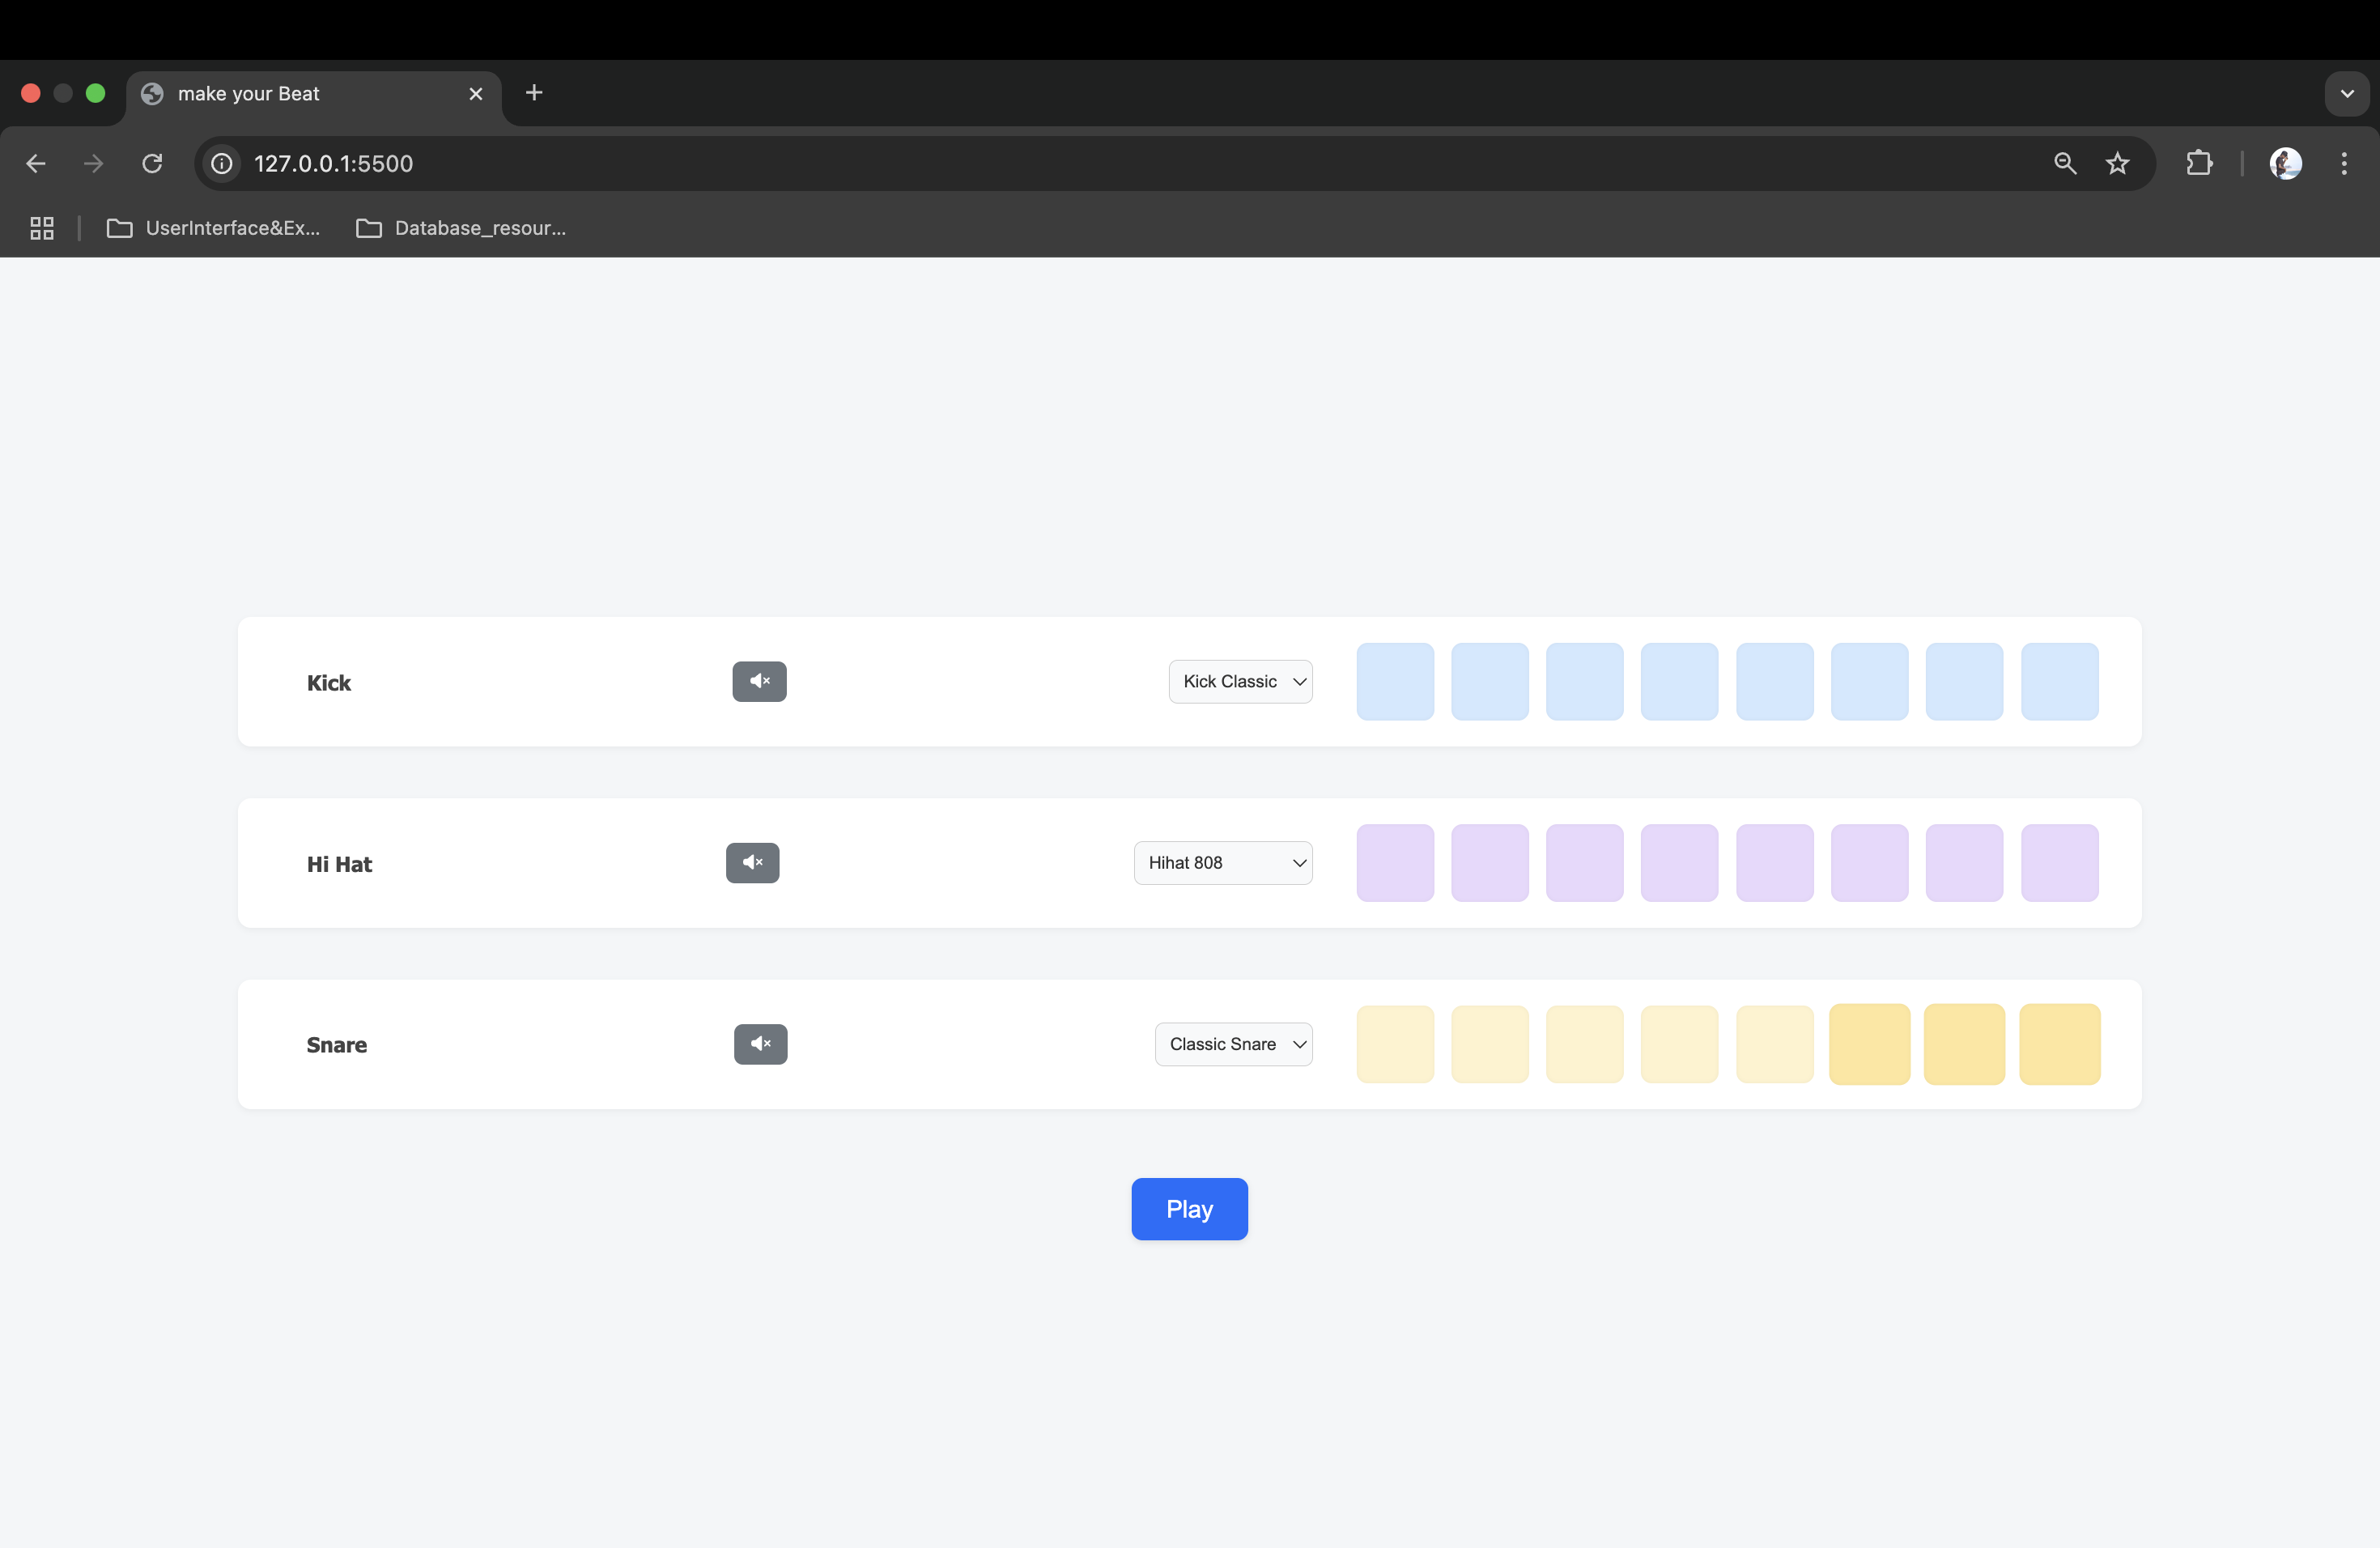 make your Beat
127.0.0.1:5500
UserInterface&Ex...
Database_resour...
Kick
Kick Classic
Hi Hat
Hihat 808
Snare
Classic Snare
Play